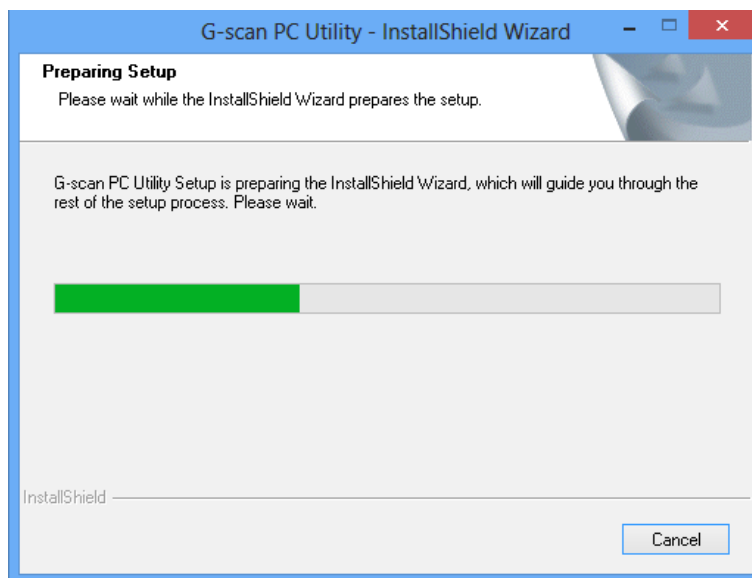 G-scan PC Utility - InstallShield Wizard
Preparing Setup
Please wait while the InstallShield Wizard prepares the setup.
G-scan PC Utility Setup is preparing the InstallShield Wizard, which will guide you through the
rest of the setup process. Please wait.
InstallShield
Cancel